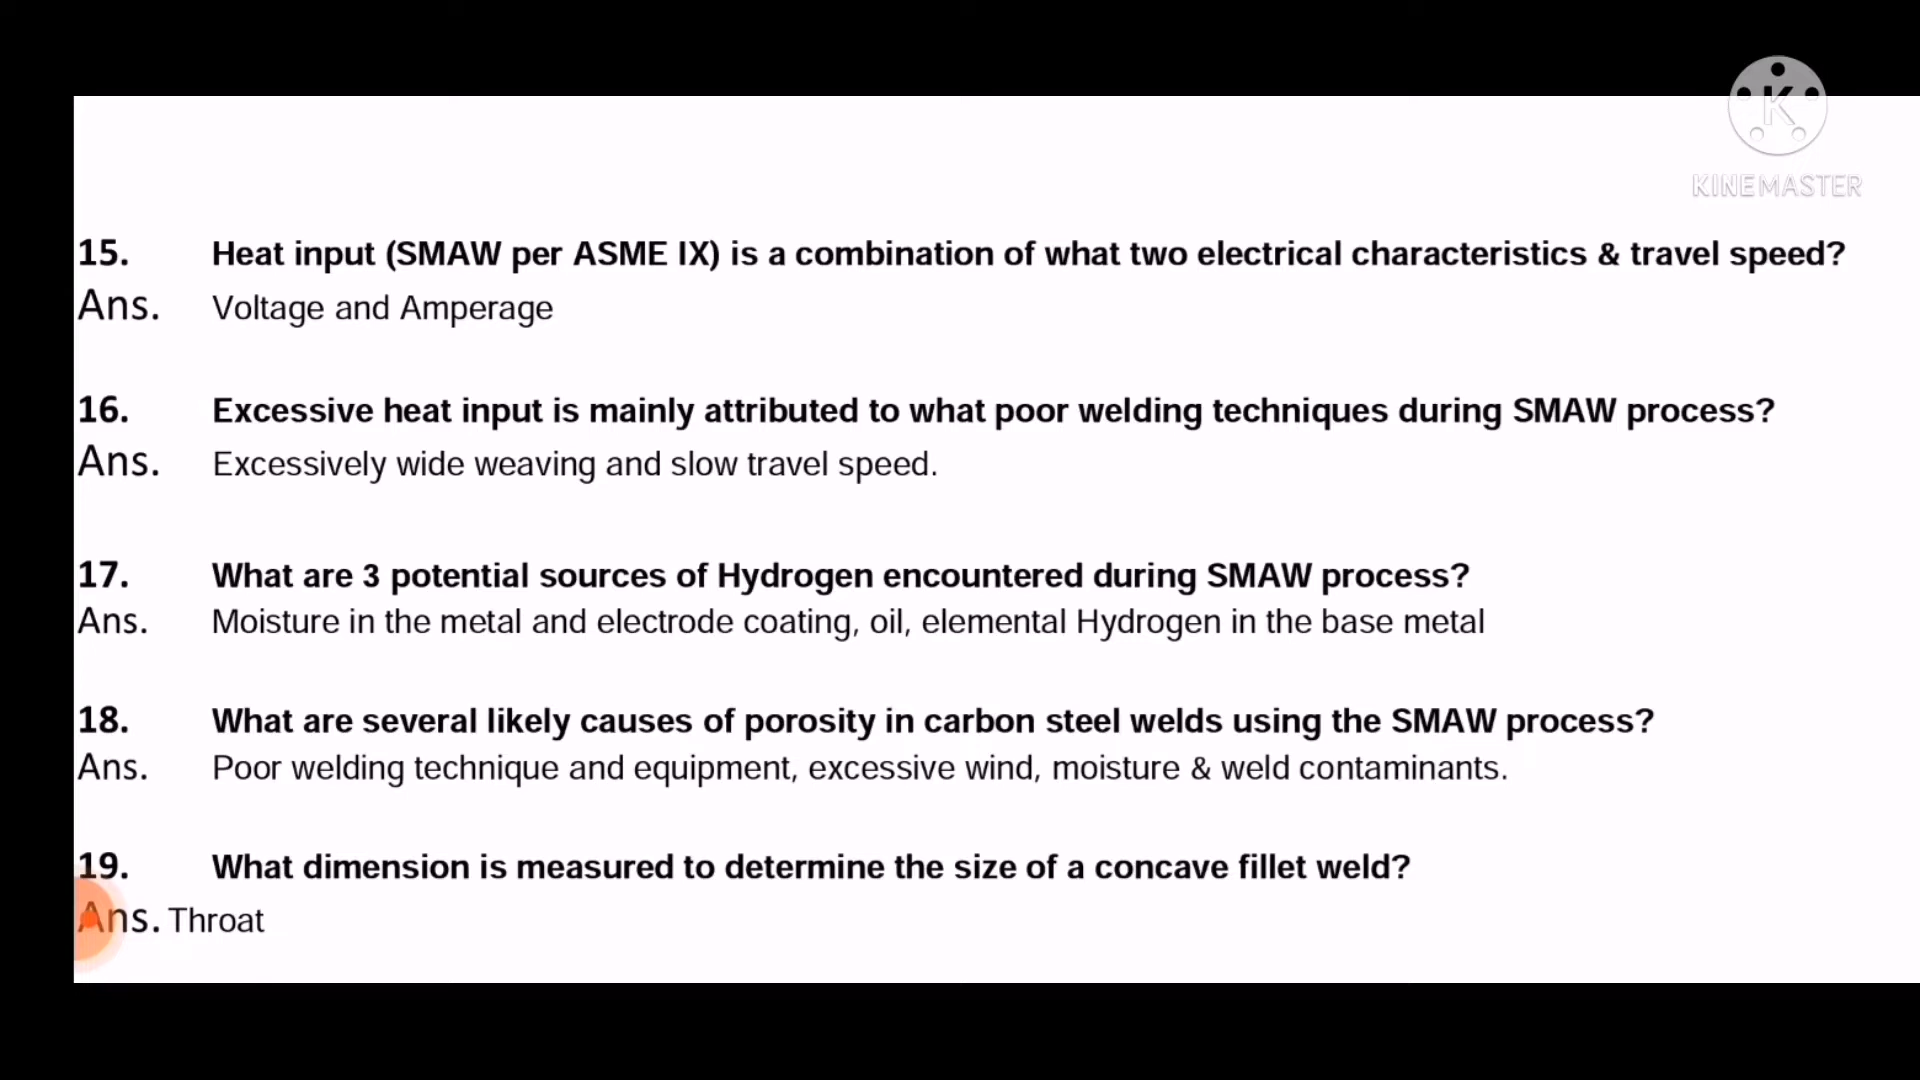 K
KINEMASTER
15. Heat input (SMAW per ASME IX) is a combination of what two electrical characteristics & travel speed?
Ans. Voltage and Amperage
16. Excessive heat input is mainly attributed to what poor welding techniques during SMAW process?
Ans. Excessively wide weaving and slow travel speed.
17. What are 3 potential sources of Hydrogen encountered during SMAW process?
Ans. Moisture in the metal and electrode coating, oil, elemental Hydrogen in the base metal
18. What are several likely causes of porosity in carbon steel welds using the SMAW process?
Ans. Poor welding technique and equipment, excessive wind, moisture & weld contaminants.
19. What dimension is measured to determine the size of a concave fillet weld?
Ans. Throat